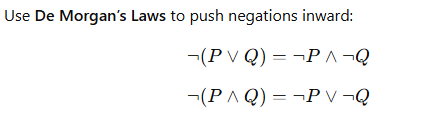 Use De Morgan’s Laws to push negations inward:
¬(P ∨ Q) = ¬P ∧ ¬Q
¬(P ∧ Q) = ¬P ∨ ¬Q